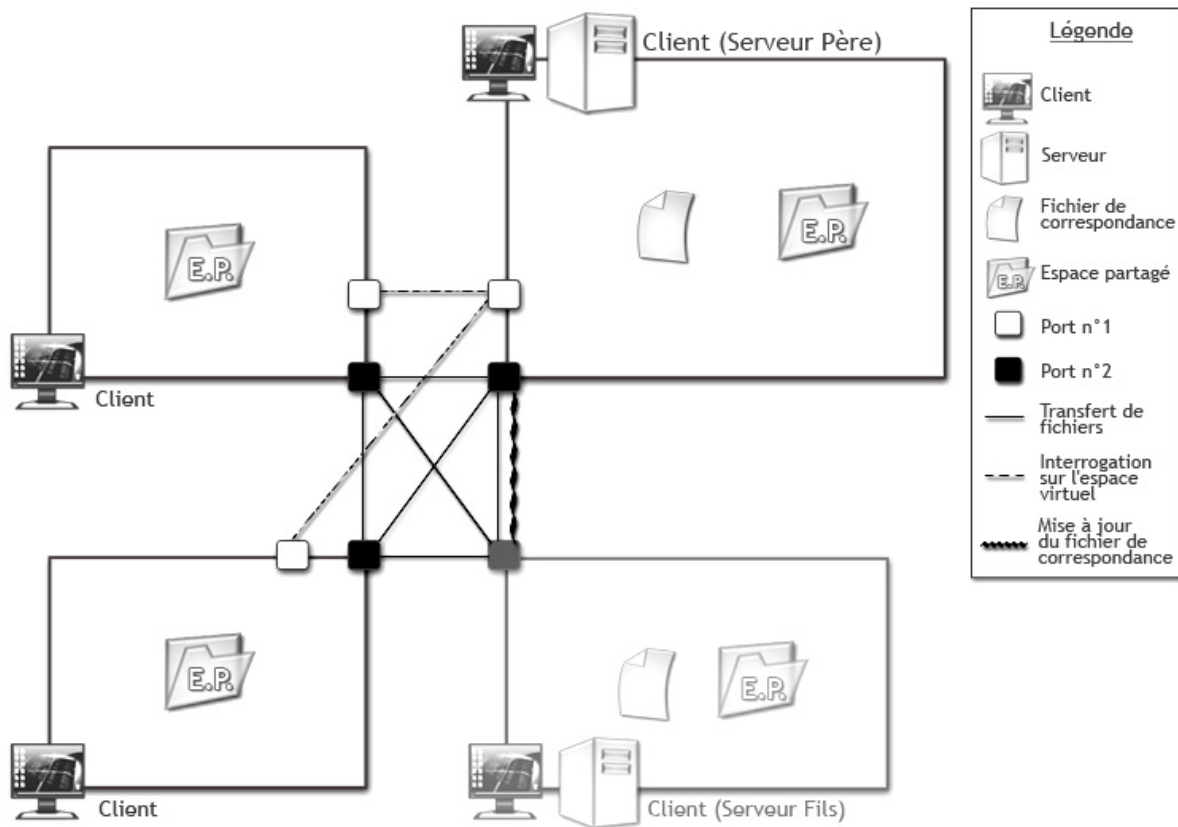 Client (Serveur Père)
E.P.
E.P.
Client
E.P.
Client
E.P.
Client (Serveur Fils)
Légende
Client
Serveur
Fichier de
correspondance
E.P.
Espace partagé
Port n°1
Port n°2
Transfert de
fichiers
Interrogation
sur l'espace
virtuel
Mise à jour
du fichier de
correspondance